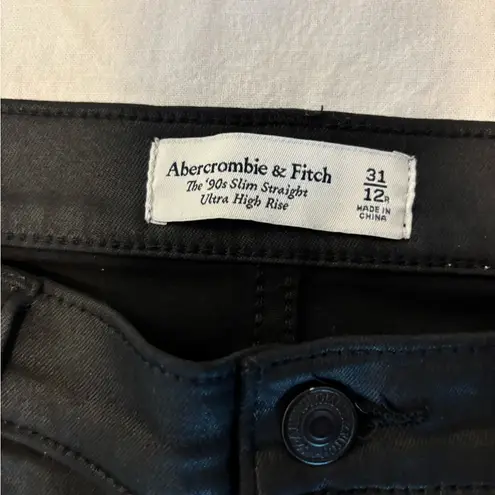 Abercrombie & Fitch
The '90s Slim Straight
Ultra High Rise
31
12R
MADE IN
CHINA